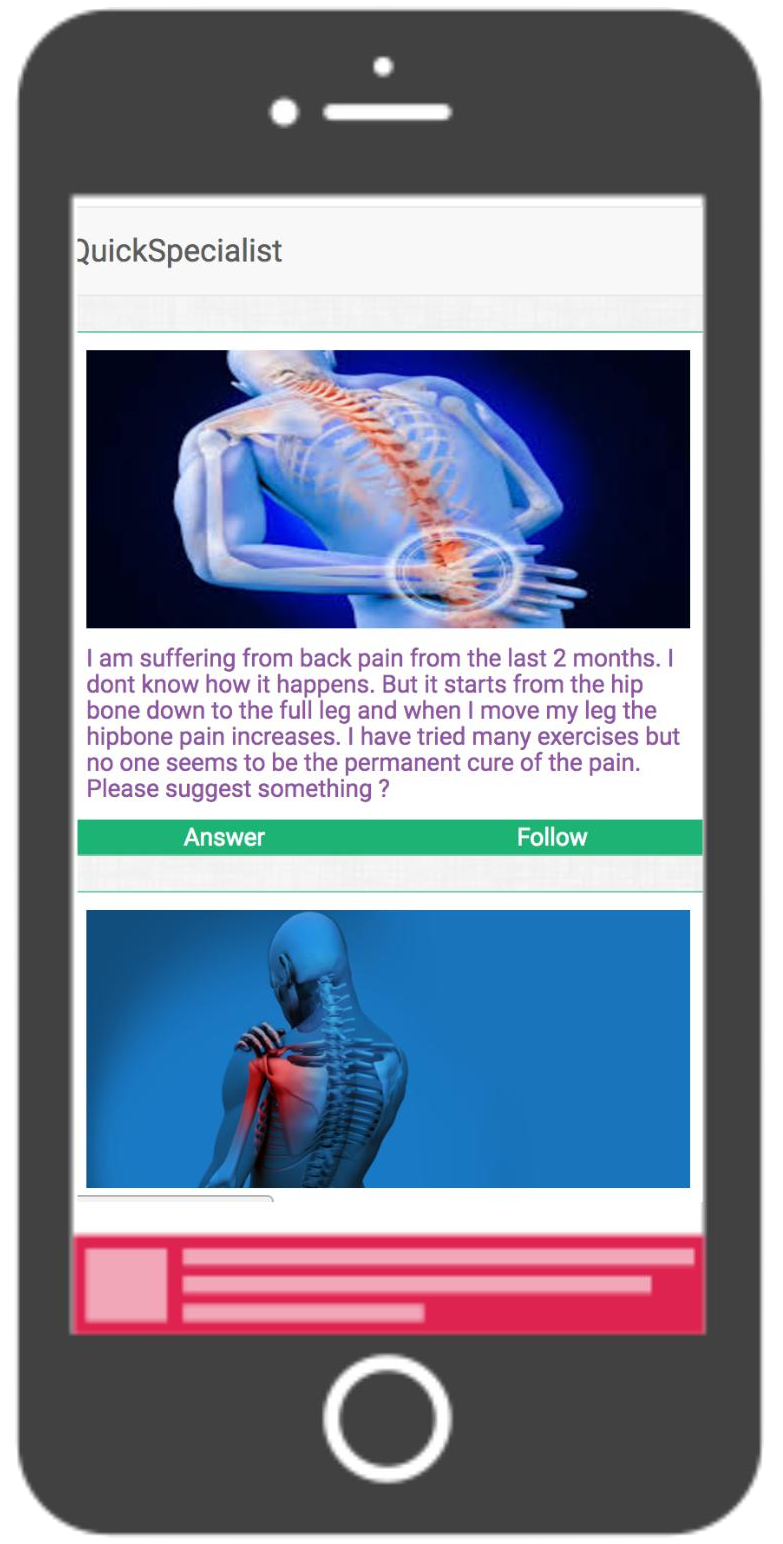 QuickSpecialist
I am suffering from back pain from the last 2 months. I
dont know how it happens. But it starts from the hip
bone down to the full leg and when I move my leg the
hipbone pain increases. I have tried many exercises but
no one seems to be the permanent cure of the pain.
Please suggest something ?
Answer Follow